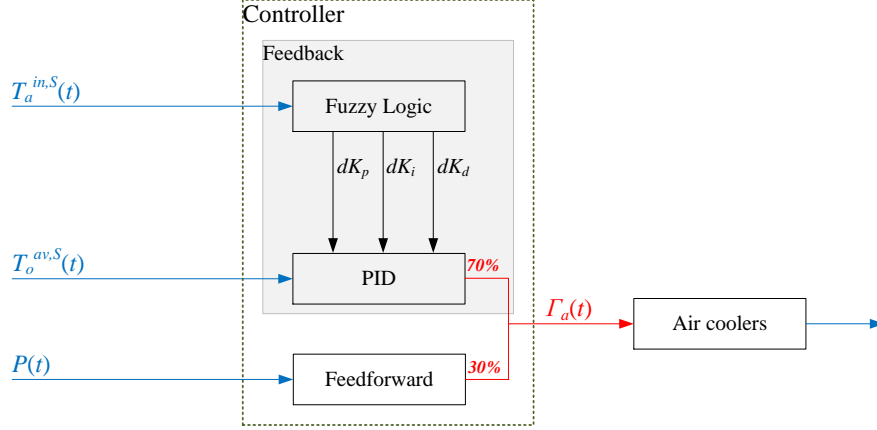 Controller
Feedback
T_a^{in,S}(t)
Fuzzy Logic
dK_p dK_i dK_d
T_o^{av,S}(t)
PID
70%
Γ_a(t)
Air coolers
P(t)
Feedforward
30%